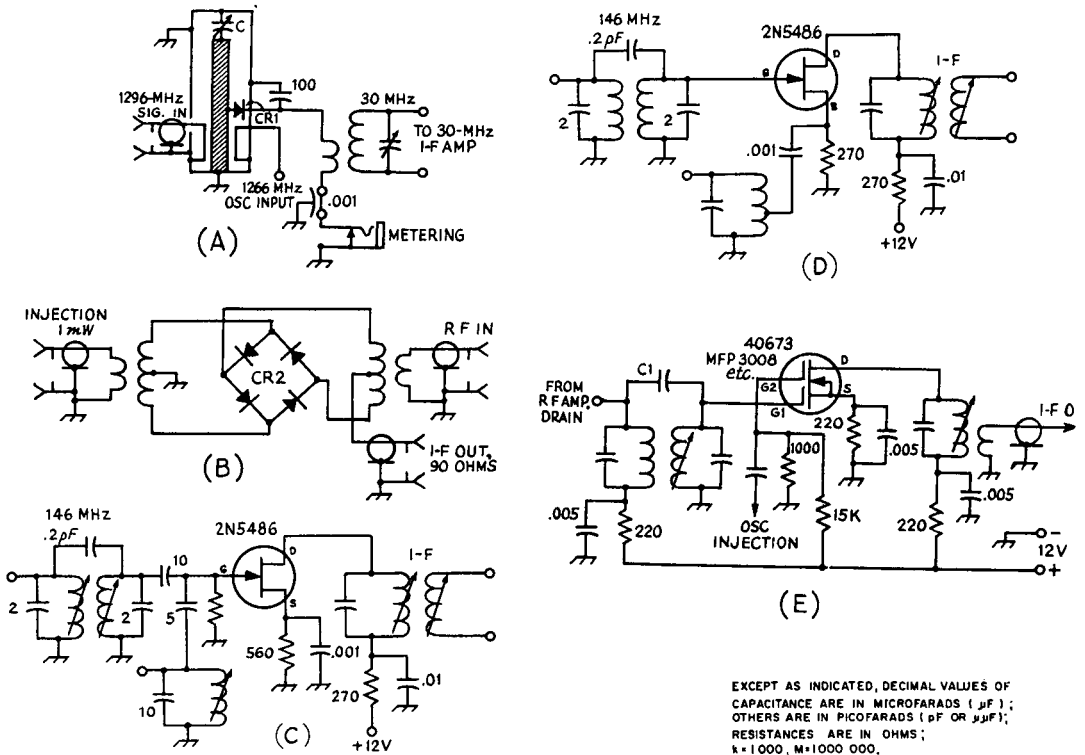 C
100
1296-MHz
SIG. IN
CR1
30 MHz
TO 30-MHz
I-F AMP
1266 MHz
OSC INPUT
.001
METERING
(A)
INJECTION
1 mW
CR2
RF IN
I-F OUT,
90 OHMS
(B)
146 MHz
.2pF
2
2
10
5
10
2N5486
G
D
S
560
.001
I-F
270
.01
+12V
(C)
146 MHz
.2pF
2
2
2N5486
G
D
S
.001
270
I-F
270
.01
+12V
(D)
40673
MFP3008
etc.
FROM
RF AMP.
DRAIN
C1
G2
G1
D
S
220
.005
1000
.005
220
OSC
INJECTION
15K
220
.005
I-F O
12V
-
+
(E)
EXCEPT AS INDICATED, DECIMAL VALUES OF
CAPACITANCE ARE IN MICROFARADS (μF);
OTHERS ARE IN PICOFARADS (pF OR μμF);
RESISTANCES ARE IN OHMS;
k=1000, M=1000 000.